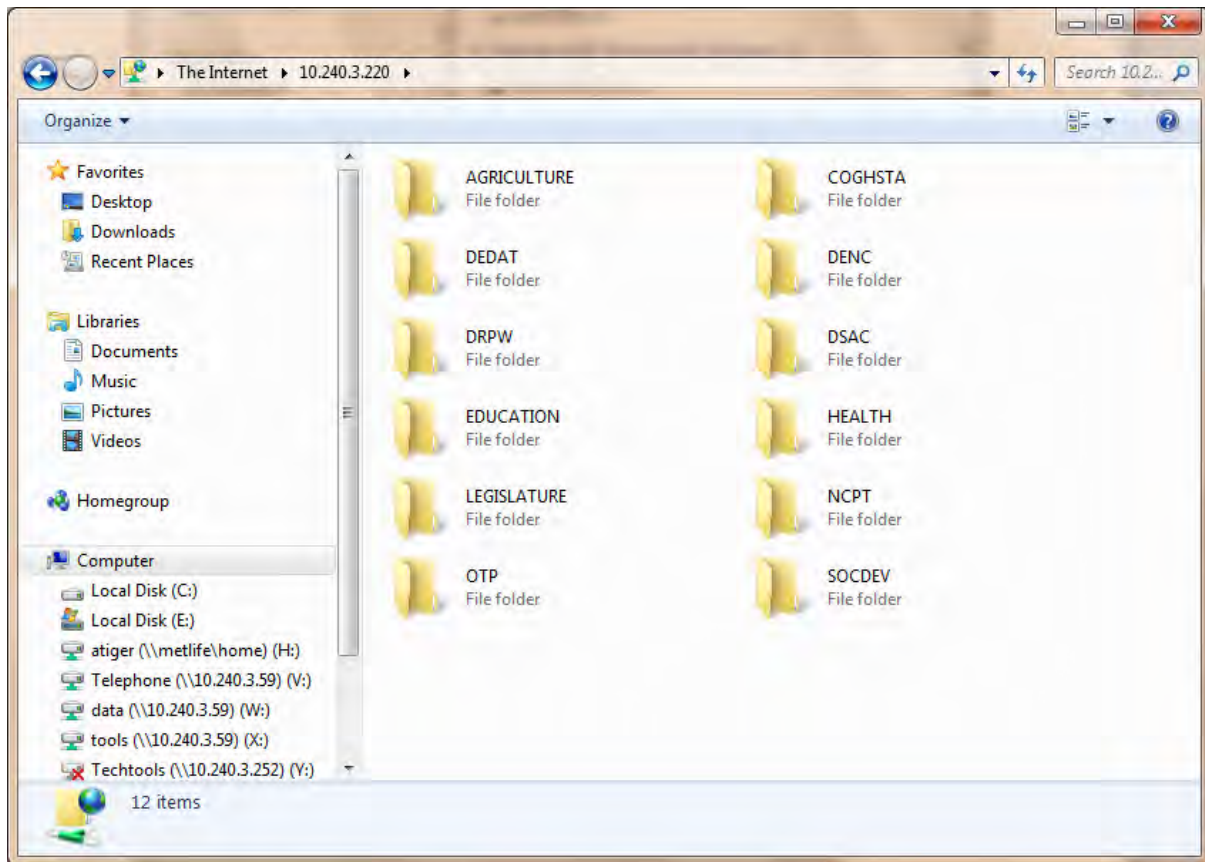 The Internet 10.240.3.220
Search 10.2...
Organize
Favorites
Desktop
Downloads
Recent Places
Libraries
Documents
Music
Pictures
Videos
Homegroup
Computer
Local Disk (C:)
Local Disk (E:)
atiger (\\metlife\home) (H:)
Telephone (\\10.240.3.59) (V:)
data (\\10.240.3.59) (W:)
tools (\\10.240.3.59) (X:)
Techtools (\\10.240.3.252) (Y:)
AGRICULTURE
File folder
COGHSTA
File folder
DEDAT
File folder
DENC
File folder
DRPW
File folder
DSAC
File folder
EDUCATION
File folder
HEALTH
File folder
LEGISLATURE
File folder
NCPT
File folder
OTP
File folder
SOCDEV
File folder
12 items